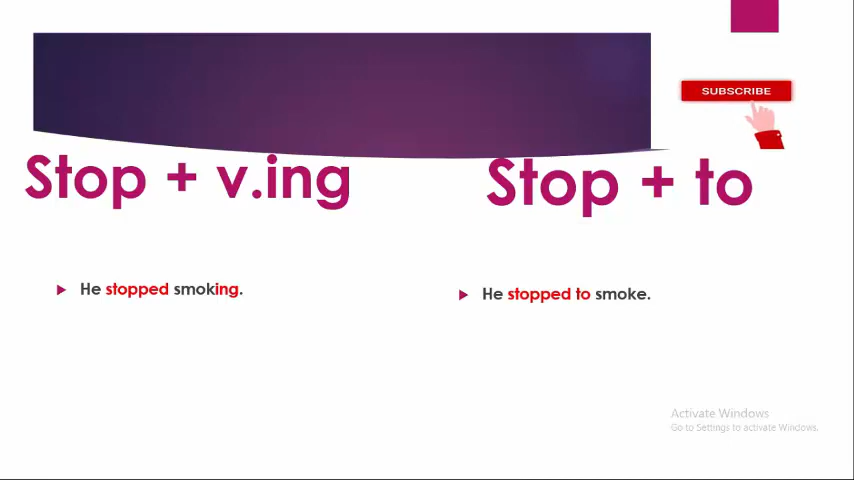 SUBSCRIBE
Stop + v.ing
Stop + to
He stopped smoking.
He stopped to smoke.
Activate Windows
Go to Settings to activate Windows.